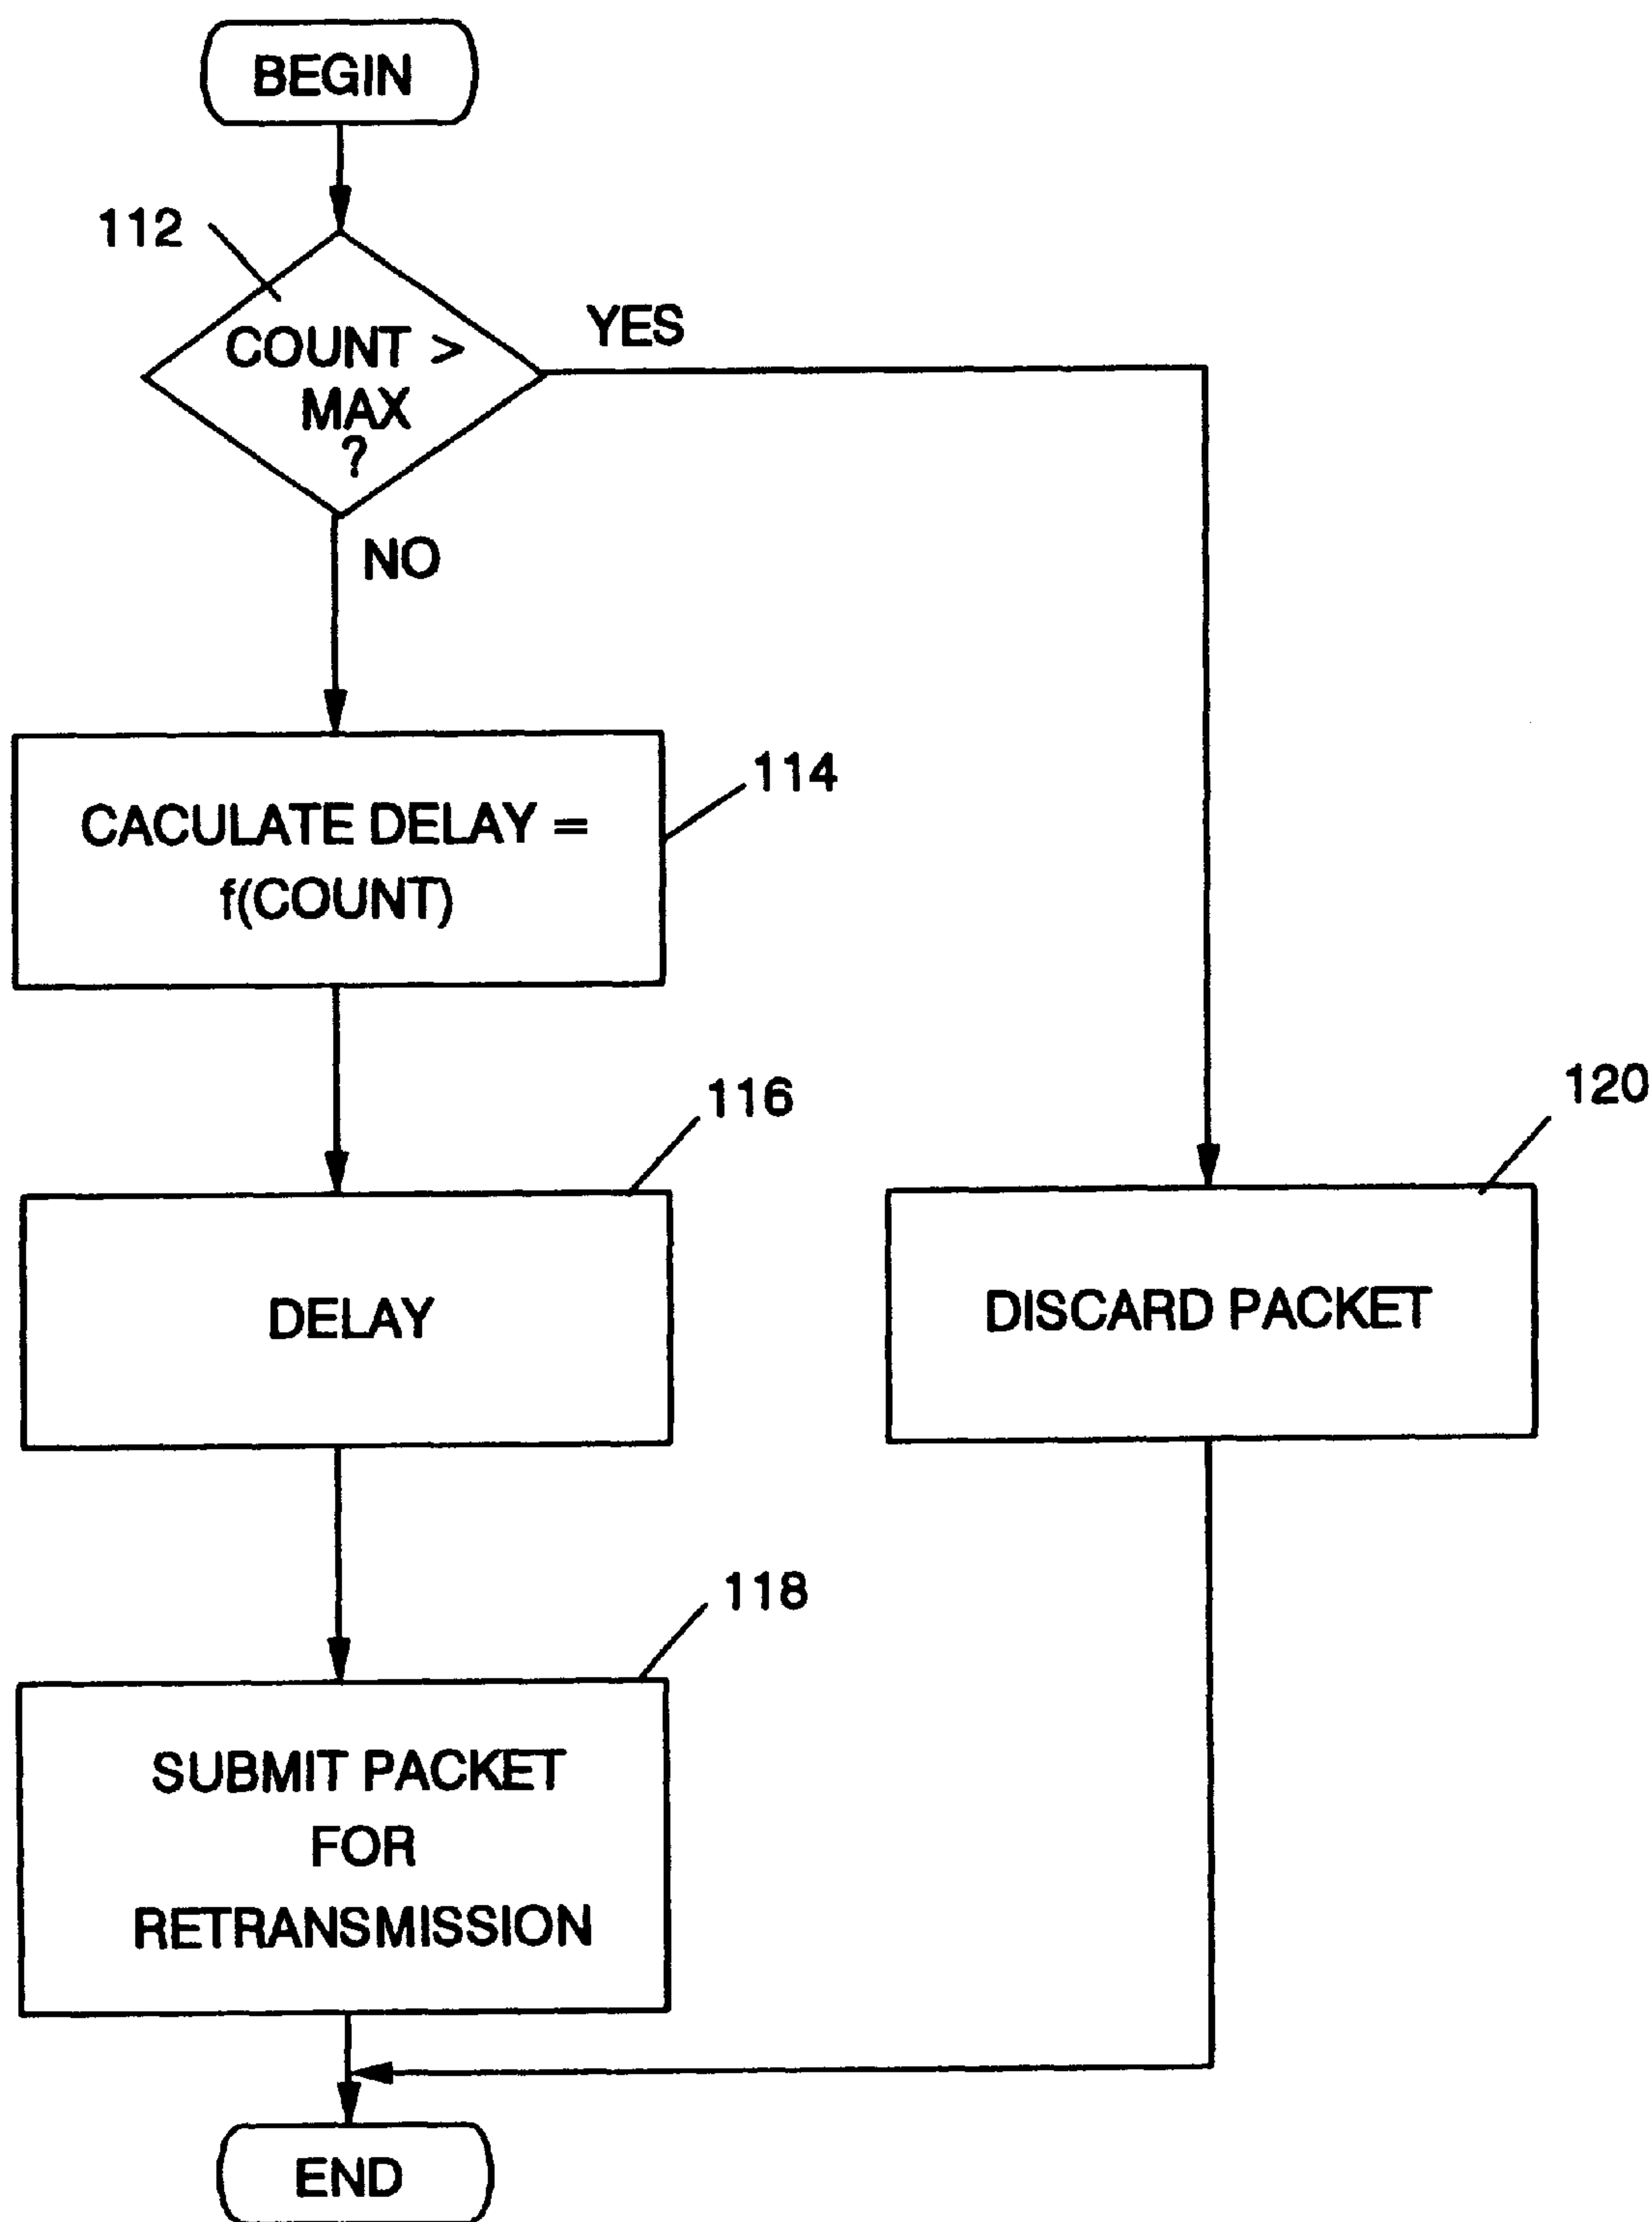 BEGIN
112
COUNT >
MAX
?
YES
NO
114
CACULATE DELAY =
f(COUNT)
116
DELAY
120
DISCARD PACKET
118
SUBMIT PACKET
FOR
RETRANSMISSION
END